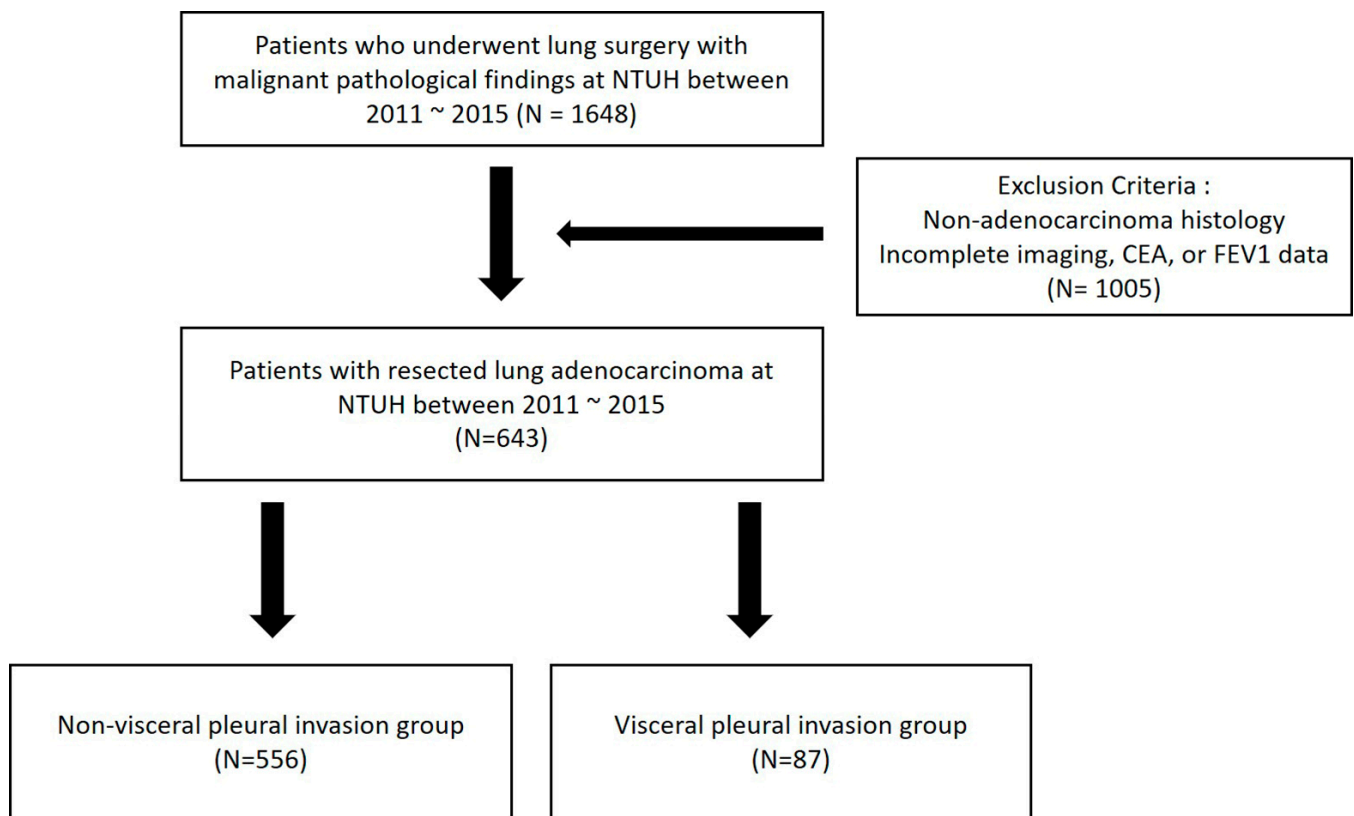 Patients who underwent lung surgery with
malignant pathological findings at NTUH between
2011 ~ 2015 (N = 1648)
Exclusion Criteria :
Non-adenocarcinoma histology
Incomplete imaging, CEA, or FEV1 data
(N= 1005)
Patients with resected lung adenocarcinoma at
NTUH between 2011 ~ 2015
(N=643)
Non-visceral pleural invasion group
(N=556)
Visceral pleural invasion group
(N=87)